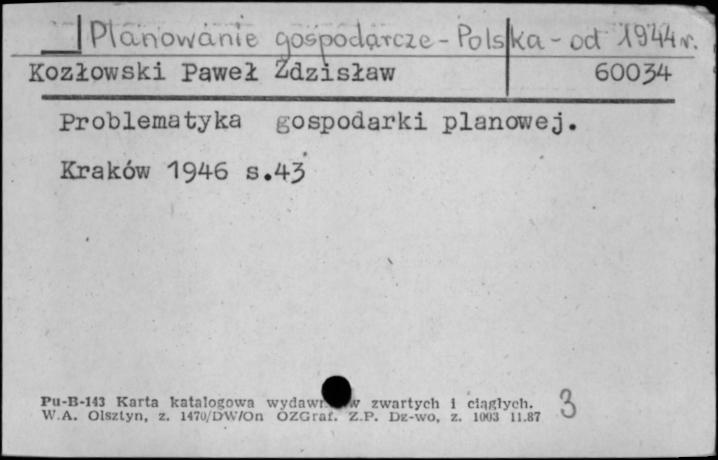 Planowanie gospodarcze - Polska - od 1944 r.
Kozłowski Paweł Zdzisław 60034
Problematyka gospodarki planowej.
Kraków 1946 s.43
Pu-B-143 Karta katalogowa zwartych i ciągłych. 3
W.A. Olsztyn, z. 1470/DW/On OZGraf. Z.P. Dz-wo, z. 1003 11.87